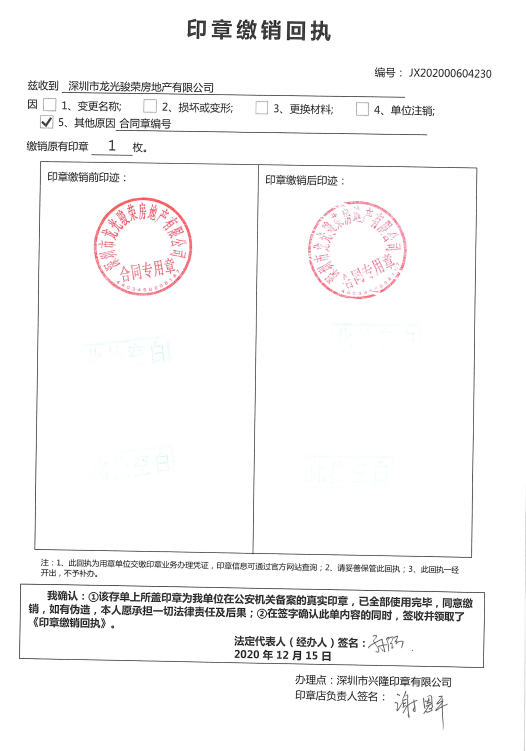 印章缴销回执
编号： JX202000604230
兹收到 深圳市龙光骏荣房地产有限公司
因 1、变更名称; 2、损坏或变形; 3、更换材料; 4、单位注销;
5、其他原因 合同章编号
缴销原有印章 1 枚。
印章缴销前印迹：
印章缴销后印迹：
深圳市龙光骏荣房地产有限公司
合同专用章
深圳市龙光骏荣房地产有限公司
合同专用章
注：1、此回执为用章单位交缴印章业务办理凭证，印章信息可通过官方网站查询；2、请妥善保管此回执；3、此回执一经
开出，不予补办。
我确认：①该存单上所盖印章为我单位在公安机关备案的真实印章，已全部使用完毕，同意缴
销，如有伪造，本人愿承担一切法律责任及后果；②在签字确认此单内容的同时，签收并领取了
《印章缴销回执》。
法定代表人（经办人）签名：
2020 年 12 月 15 日
办理点：深圳市兴隆印章有限公司
印章店负责人签名：